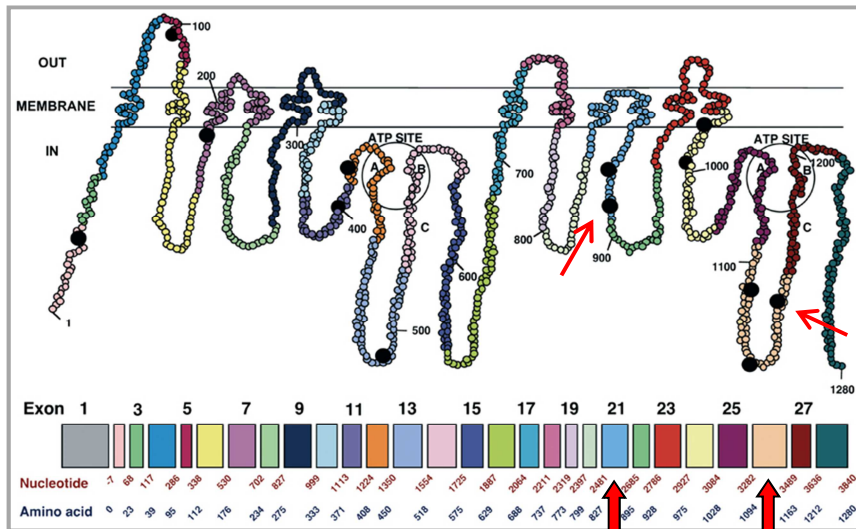 100
OUT
200
MEMBRANE
IN
300
ATP SITE
A
B
C
400
500
600
700
800
900
1000
ATP SITE
A
1200
B
C
1100
1
1280
Exon 1 3 5 7 9 11 13 15 17 19 21 23 25 27
Nucleotide -7 68 117 286 338 530 702 827 999 1113 1224 1350 1554 1725 1887 2064 2211 2319 2397 2481 2685 2786 2927 3084 3282 3489 3636 3840
Amino acid 0 23 39 95 112 176 234 275 333 371 408 450 518 575 629 688 737 773 799 827 928 975 1028 1094 1163 1212 1280